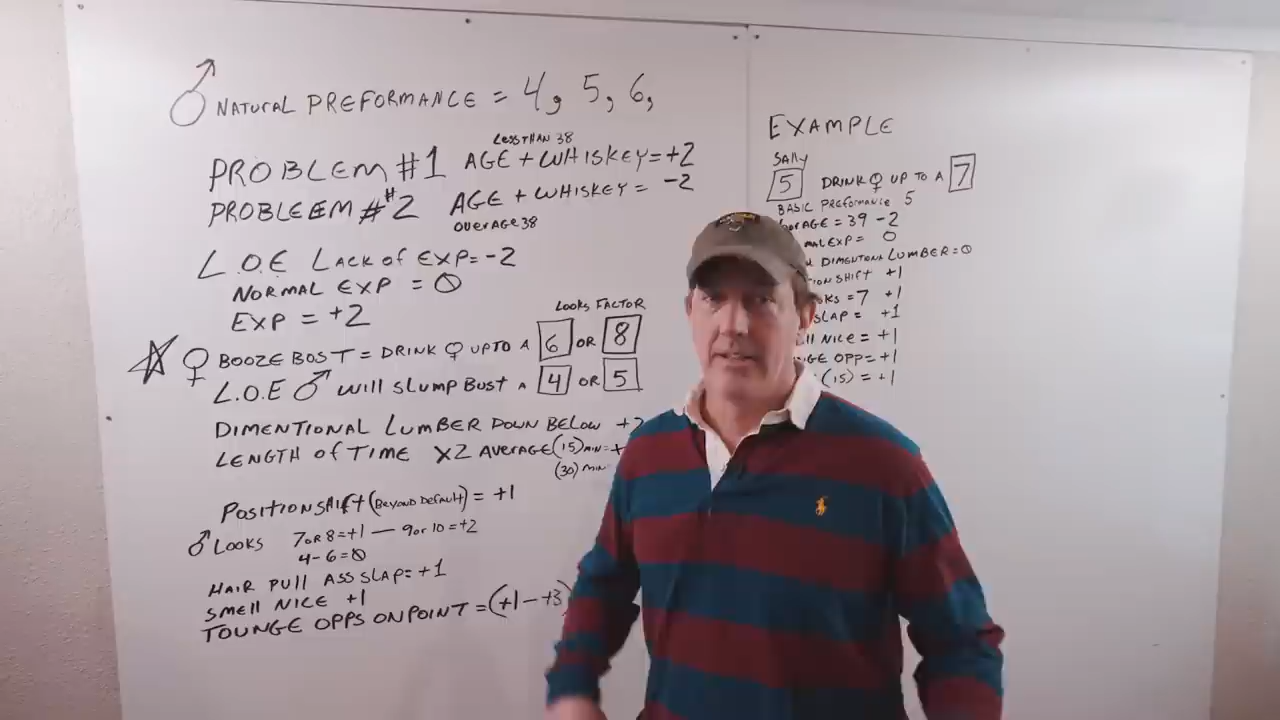 ♂ NATURAL PREFORMANCE = 4, 5, 6,
LESS THAN 38
PROBLEM #1 AGE + WHISKEY = +2
PROBLEEM #2 AGE + WHISKEY = -2
OVER AGE 38
L.O.E LACK OF EXP = -2
NORMAL EXP = 0
EXP = +2
LOOKS FACTOR
♀ BOOZE BOST = DRINK ♀ UP TO A 6 OR 8
L.O.E ♂ WILL SLUMP BUST A 4 OR 5
DIMENTIONAL LUMBER DOWN BELOW +2
LENGTH OF TIME X2 AVERAGE (15) MIN = +
(30) MIN
POSITION SHIFT (BEYOND DEFAULT) = +1
♂ LOOKS 7 OR 8 = +1 — 9 OR 10 = +2
4-6 = 0
HAIR PULL ASS SLAP = +1
SMELL NICE +1
TOUNGE OPPS ON POINT = (+1 - +3)
EXAMPLE
SALLY
5 DRINK ♀ UP TO A 7
BASIC PREFORMANCE 5
AGE = 39 -2
EXP = 0
DIMENTIONAL LUMBER = 0
SHIFT +1
= 7 +1
SLAP = +1
NICE = +1
OPP = +1
(15) = +1